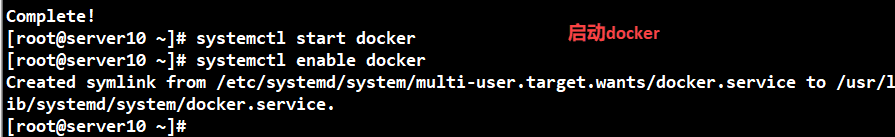 Complete!
[root@server10 ~]# systemctl start docker
启动docker
[root@server10 ~]# systemctl enable docker
Created symlink from /etc/systemd/system/multi-user.target.wants/docker.service to /usr/l
ib/systemd/system/docker.service.
[root@server10 ~]#